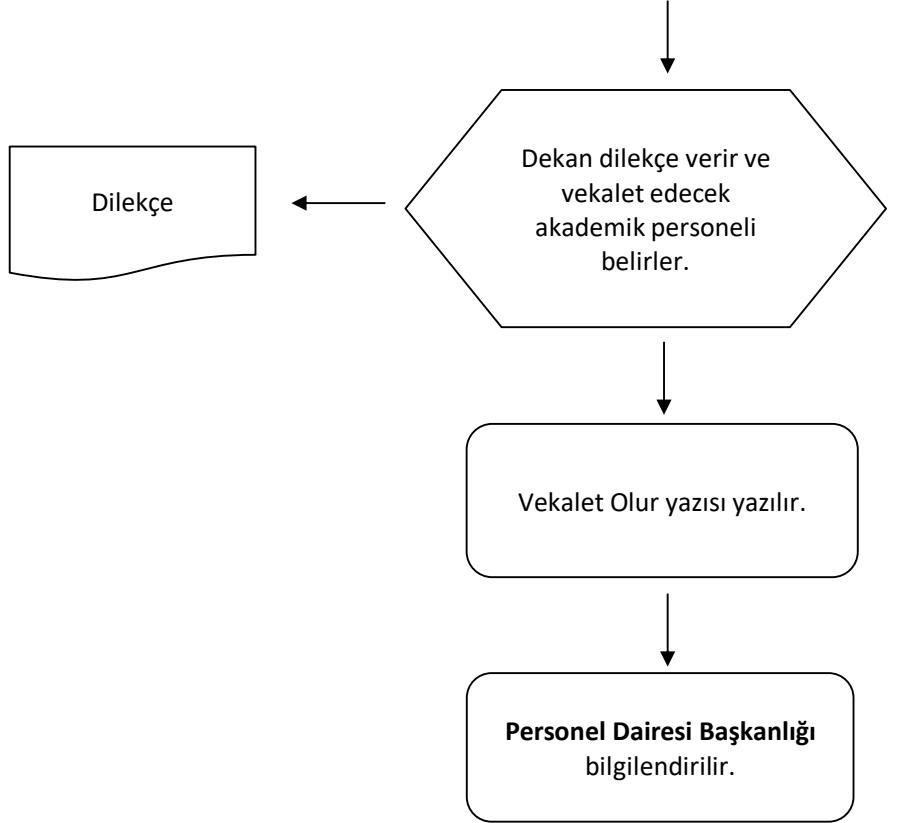 Dekan dilekçe verir ve
vekalet edecek
akademik personeli
belirler.
Dilekçe
Vekalet Olur yazısı yazılır.
Personel Dairesi Başkanlığı
bilgilendirilir.